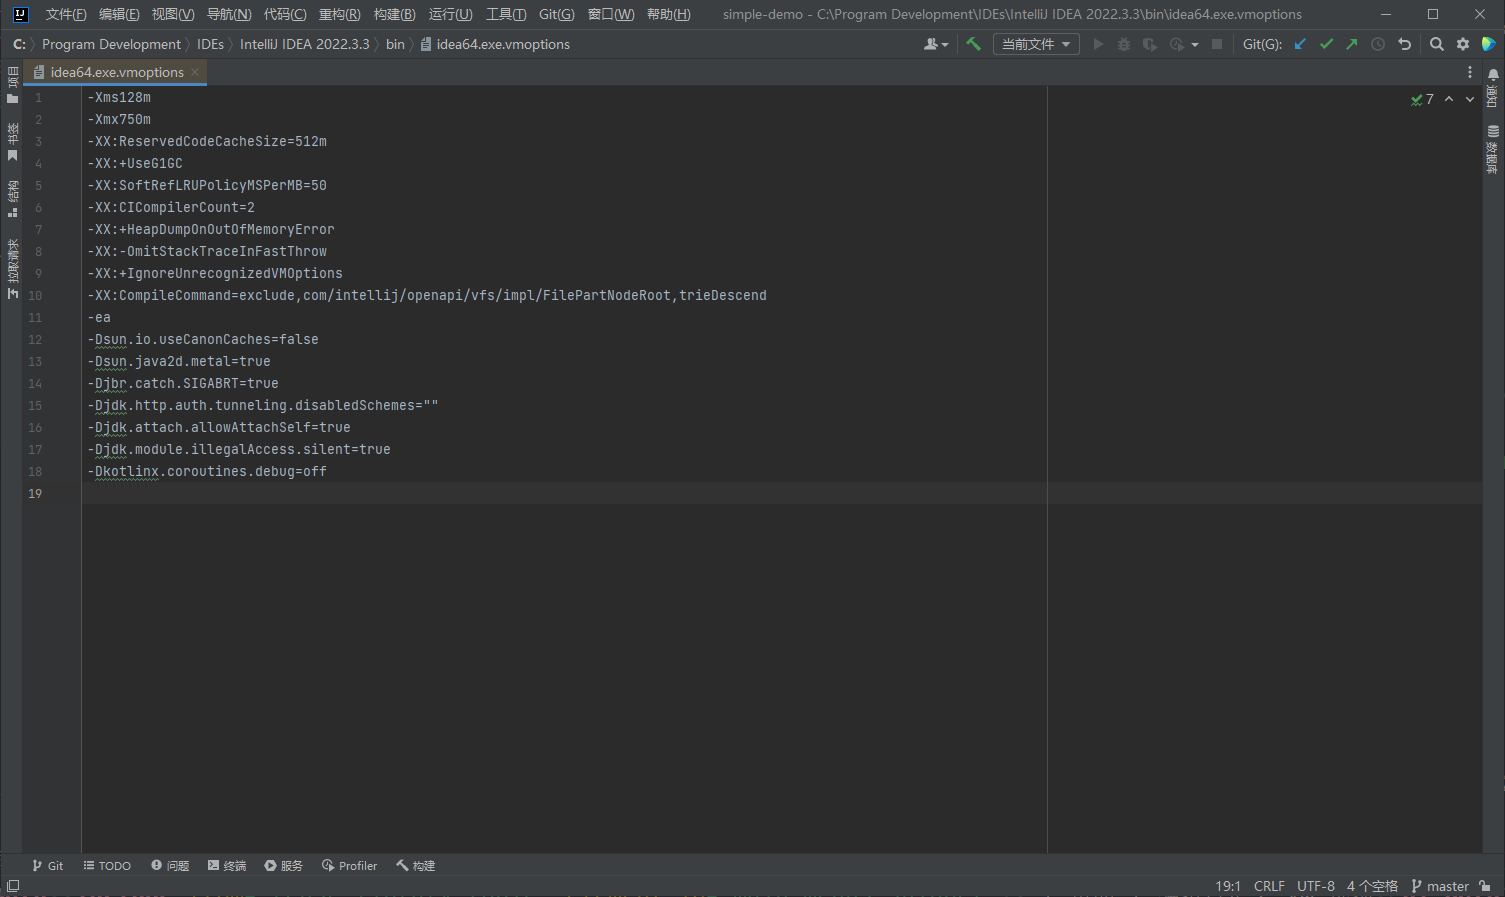 文件(F) 编辑(E) 视图(V) 导航(N) 代码(C) 重构(R) 构建(B) 运行(U) 工具(T) Git(G) 窗口(W) 帮助(H) simple-demo - C:\Program Development\IDEs\IntelliJ IDEA 2022.3.3\bin\idea64.exe.vmoptions
C: Program Development IDEs IntelliJ IDEA 2022.3.3 bin idea64.exe.vmoptions 当前文件 Git(G):
idea64.exe.vmoptions
项目
书签
结构
拉取请求
1 -Xms128m
2 -Xmx750m
3 -XX:ReservedCodeCacheSize=512m
4 -XX:+UseG1GC
5 -XX:SoftRefLRUPolicyMSPerMB=50
6 -XX:CICompilerCount=2
7 -XX:+HeapDumpOnOutOfMemoryError
8 -XX:-OmitStackTraceInFastThrow
9 -XX:+IgnoreUnrecognizedVMOptions
10 -XX:CompileCommand=exclude,com/intellij/openapi/vfs/impl/FilePartNodeRoot,trieDescend
11 -ea
12 -Dsun.io.useCanonCaches=false
13 -Dsun.java2d.metal=true
14 -Djbr.catch.SIGABRT=true
15 -Djdk.http.auth.tunneling.disabledSchemes=""
16 -Djdk.attach.allowAttachSelf=true
17 -Djdk.module.illegalAccess.silent=true
18 -Dkotlinx.coroutines.debug=off
19
7
通知
数据库
Git TODO 问题 终端 服务 Profiler 构建
19:1 CRLF UTF-8 4 个空格 master